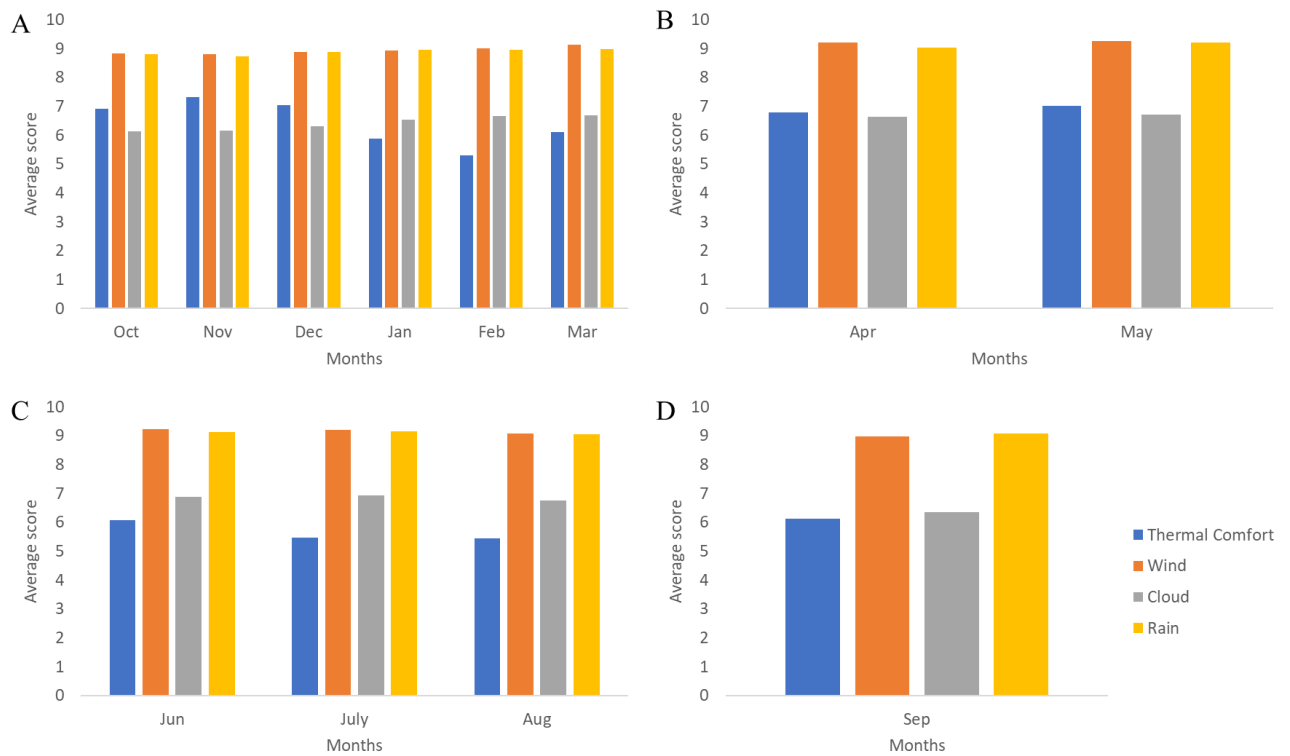 A
10
9
8
7
6
5
4
3
2
1
0
Average score
Oct Nov Dec Jan Feb Mar
Months
B
10
9
8
7
6
5
4
3
2
1
0
Average score
Apr May
Months
C
10
9
8
7
6
5
4
3
2
1
0
Average score
Jun July Aug
Months
D
10
9
8
7
6
5
4
3
2
1
0
Average score
Sep
Months
Thermal Comfort
Wind
Cloud
Rain